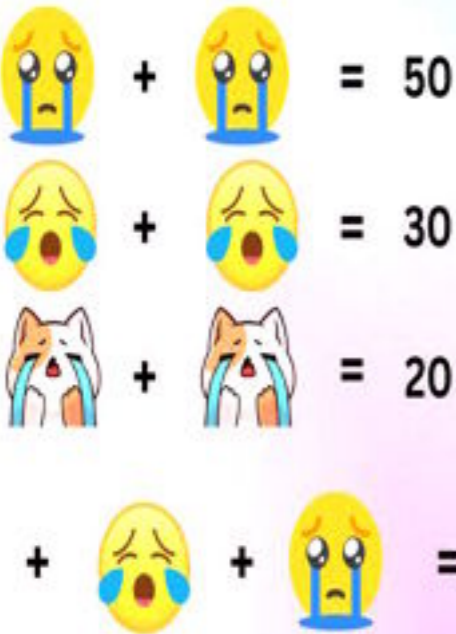 + = 50
+ = 30
+ = 20
+ + =